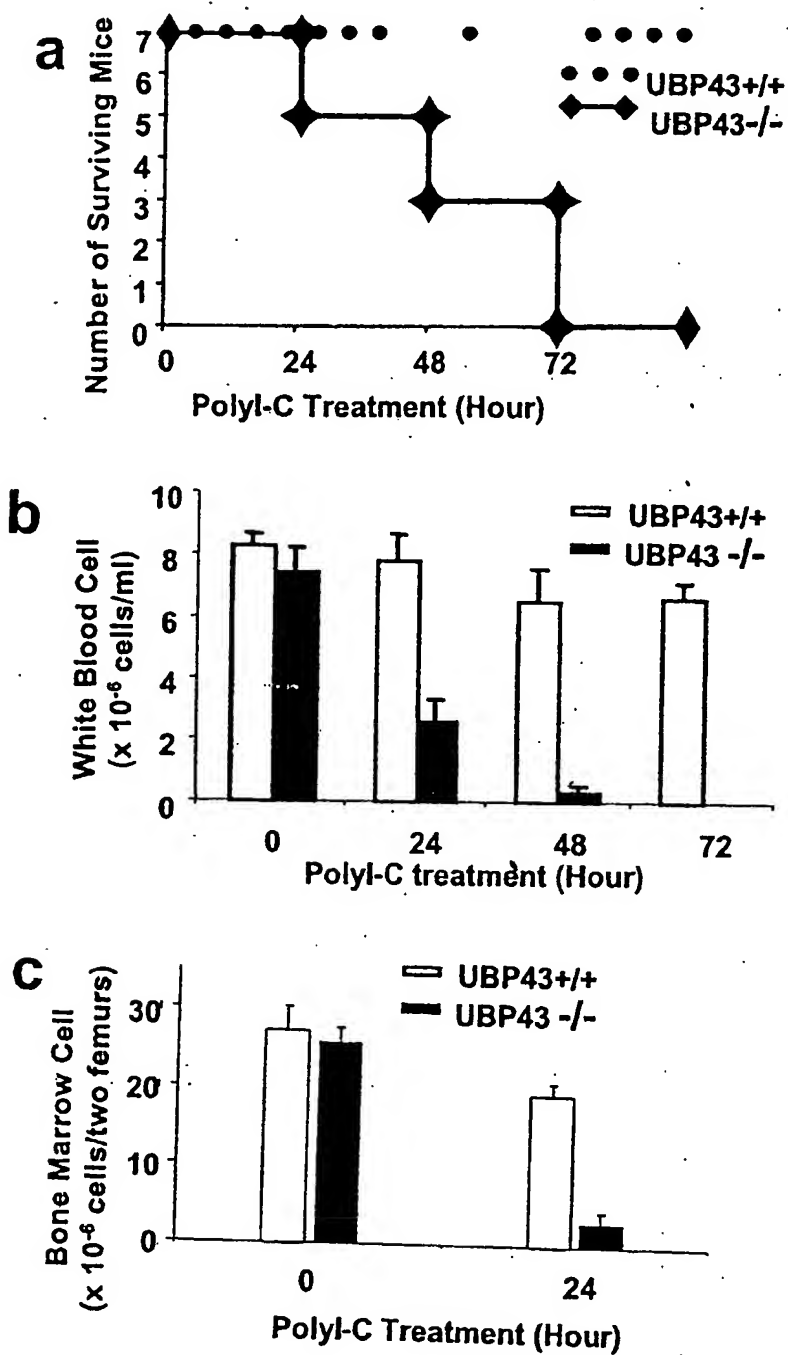 a
Number of Surviving Mice
7
6
5
4
3
2
1
0
0 24 48 72
PolyI-C Treatment (Hour)
UBP43+/+
UBP43-/-
b
White Blood Cell
(x 10⁻⁶ cells/ml)
10
8
6
4
2
0
0 24 48 72
PolyI-C treatment (Hour)
UBP43+/+
UBP43 -/-
c
Bone Marrow Cell
(x 10⁻⁶ cells/two femurs)
30
20
10
0
0 24
PolyI-C Treatment (Hour)
UBP43+/+
UBP43 -/-